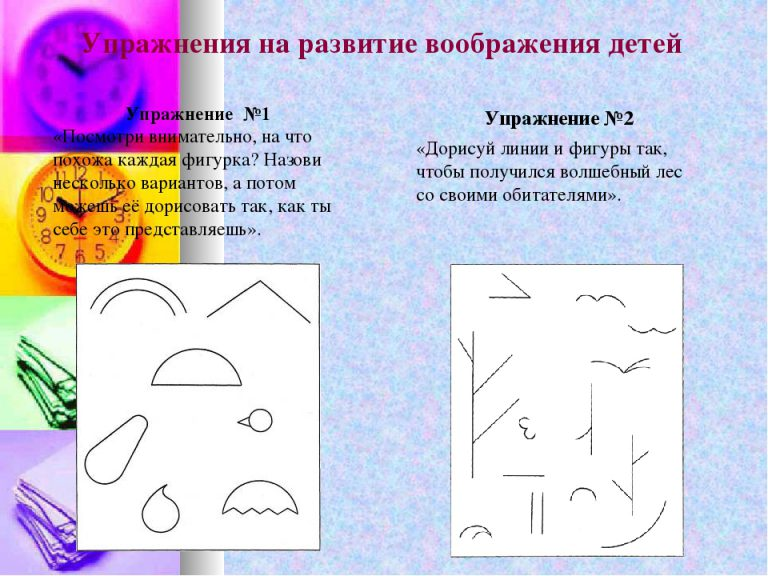 Упражнения на развитие воображения детей
Упражнение №1
«Посмотри внимательно, на что
похожа каждая фигурка? Назови
несколько вариантов, а потом
можешь её дорисовать так, как ты
себе это представляешь».
Упражнение №2
«Дорисуй линии и фигуры так,
чтобы получился волшебный лес
со своими обитателями».